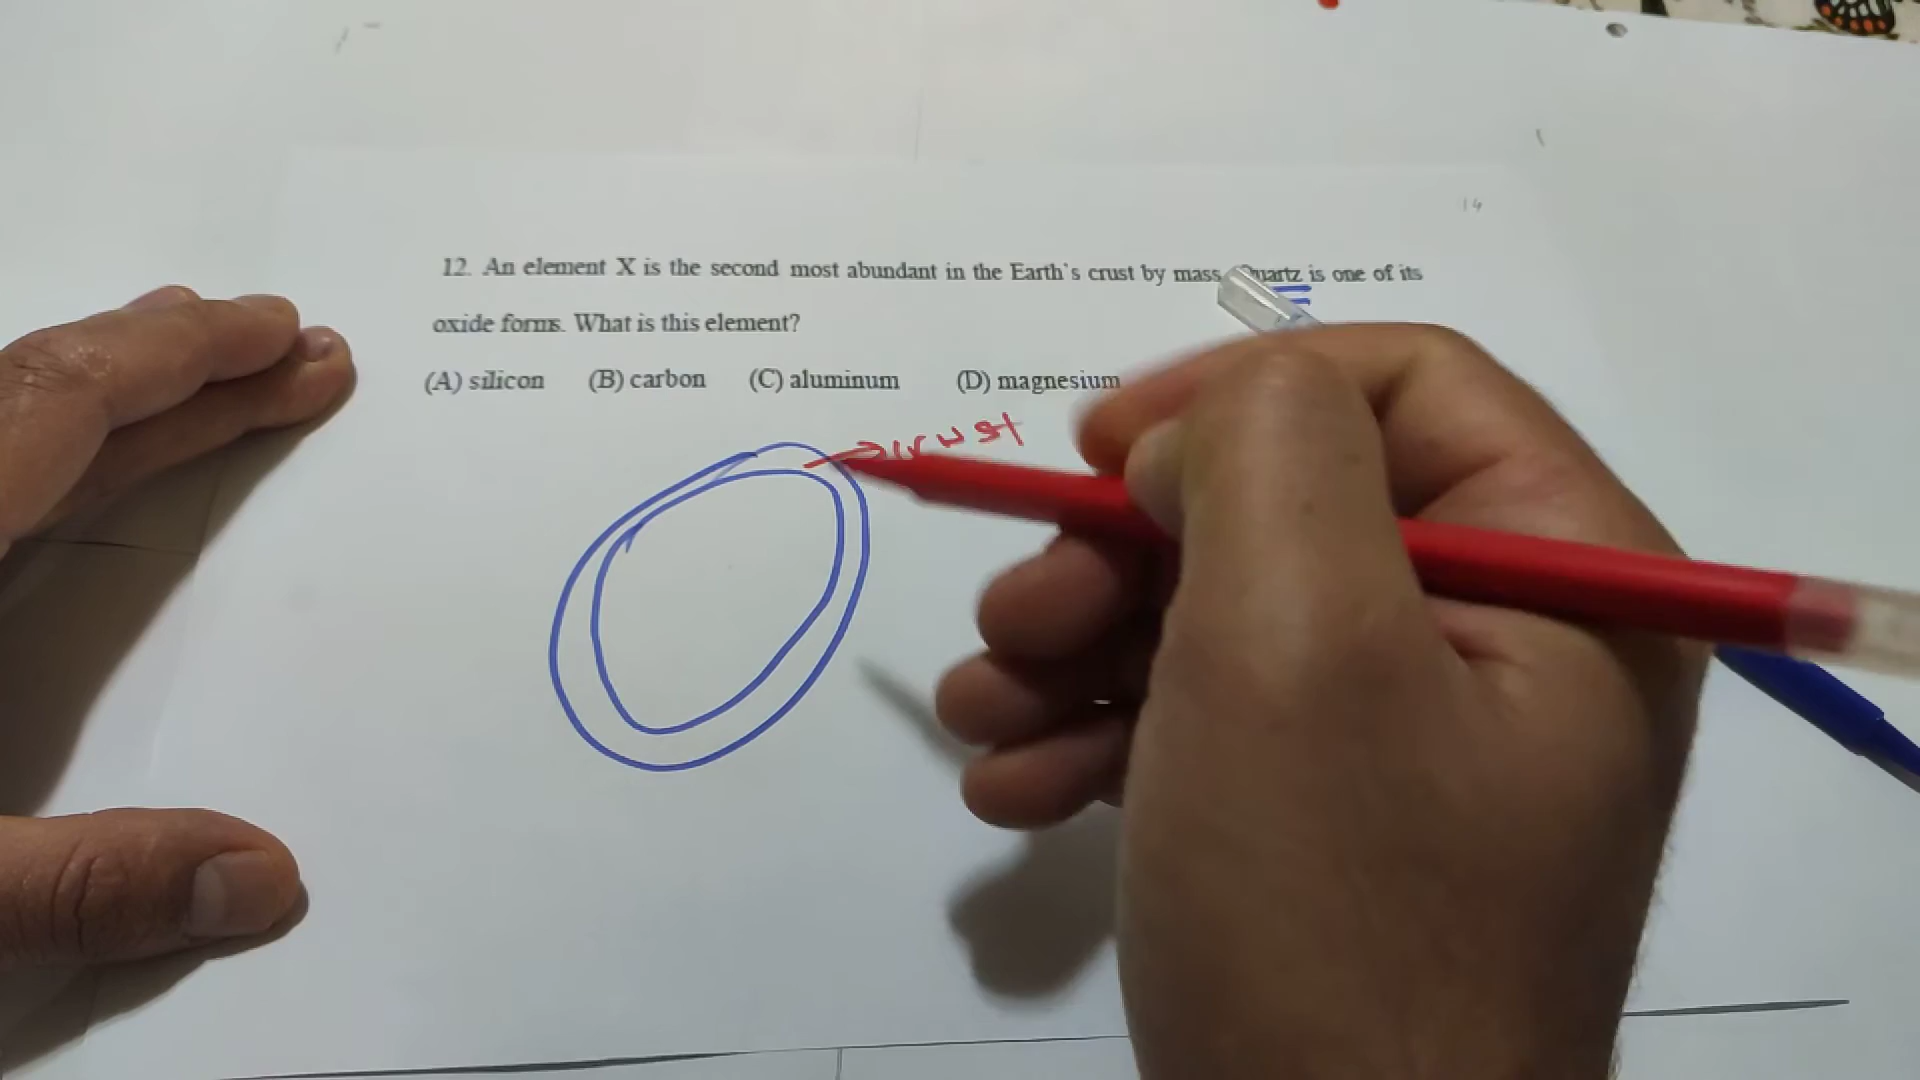 14
12. An element X is the second most abundant in the Earth's crust by mass. Quartz is one of its
oxide forms. What is this element?
(A) silicon (B) carbon (C) aluminum (D) magnesium
crust